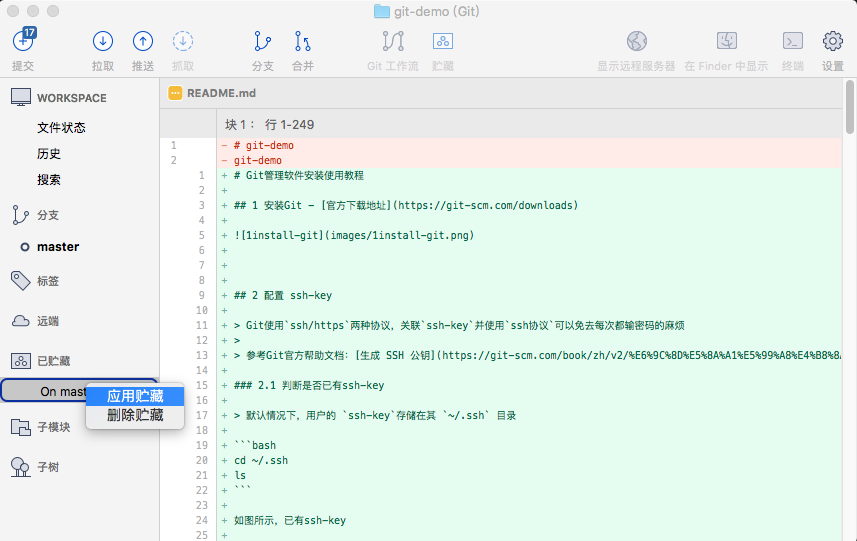 git-demo (Git)
17
提交
拉取
推送
抓取
分支
合并
Git 工作流
贮藏
显示远程服务器
在 Finder 中显示
终端
设置
WORKSPACE
文件状态
历史
搜索
分支
master
标签
远端
已贮藏
On mast
应用贮藏
删除贮藏
子模块
子树
README.md
块 1： 行 1-249
1 - # git-demo
2 - git-demo
1 + # Git管理软件安装使用教程
2 +
3 + ## 1 安装Git - [官方下载地址](https://git-scm.com/downloads)
4 +
5 + ![1install-git](images/1install-git.png)
6 +
7 +
8 +
9 + ## 2 配置 ssh-key
10 +
11 + > Git使用`ssh/https`两种协议, 关联`ssh-key`并使用`ssh协议`可以免去每次都输密码的麻烦
12 + >
13 + > 参考Git官方帮助文档: [生成 SSH 公钥](https://git-scm.com/book/zh/v2/%E6%9C%8D%E5%8A%A1%E5%99%A8%E4%B8%8
14 +
15 + ### 2.1 判断是否已有ssh-key
16 +
17 + > 默认情况下, 用户的 `ssh-key`存储在其 `~/.ssh` 目录
18 +
19 + ```bash
20 + cd ~/.ssh
21 + ls
22 + ```
23 +
24 + 如图所示, 已有ssh-key
25 +